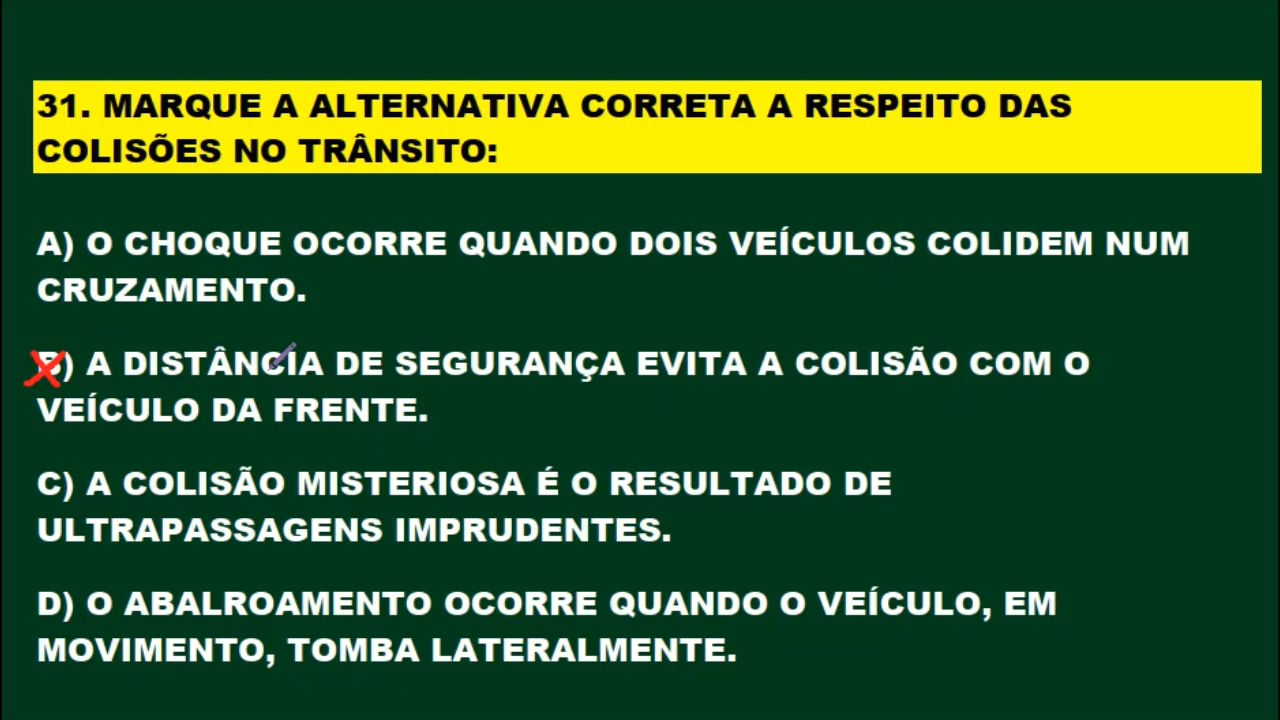 31. MARQUE A ALTERNATIVA CORRETA A RESPEITO DAS
COLISÕES NO TRÂNSITO:
A) O CHOQUE OCORRE QUANDO DOIS VEÍCULOS COLIDEM NUM
CRUZAMENTO.
B) A DISTÂNCIA DE SEGURANÇA EVITA A COLISÃO COM O
VEÍCULO DA FRENTE.
C) A COLISÃO MISTERIOSA É O RESULTADO DE
ULTRAPASSAGENS IMPRUDENTES.
D) O ABALROAMENTO OCORRE QUANDO O VEÍCULO, EM
MOVIMENTO, TOMBA LATERALMENTE.